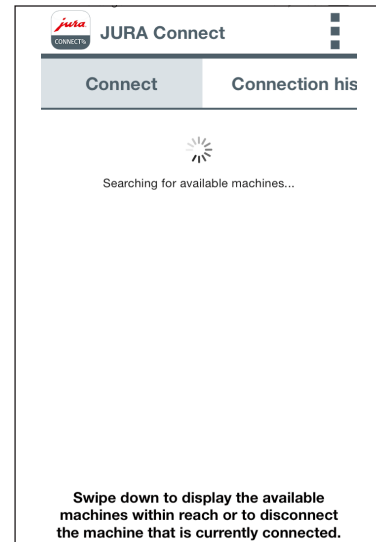 jura
CONNECT%
JURA Connect
Connect
Connection his
Searching for available machines...
Swipe down to display the available
machines within reach or to disconnect
the machine that is currently connected.